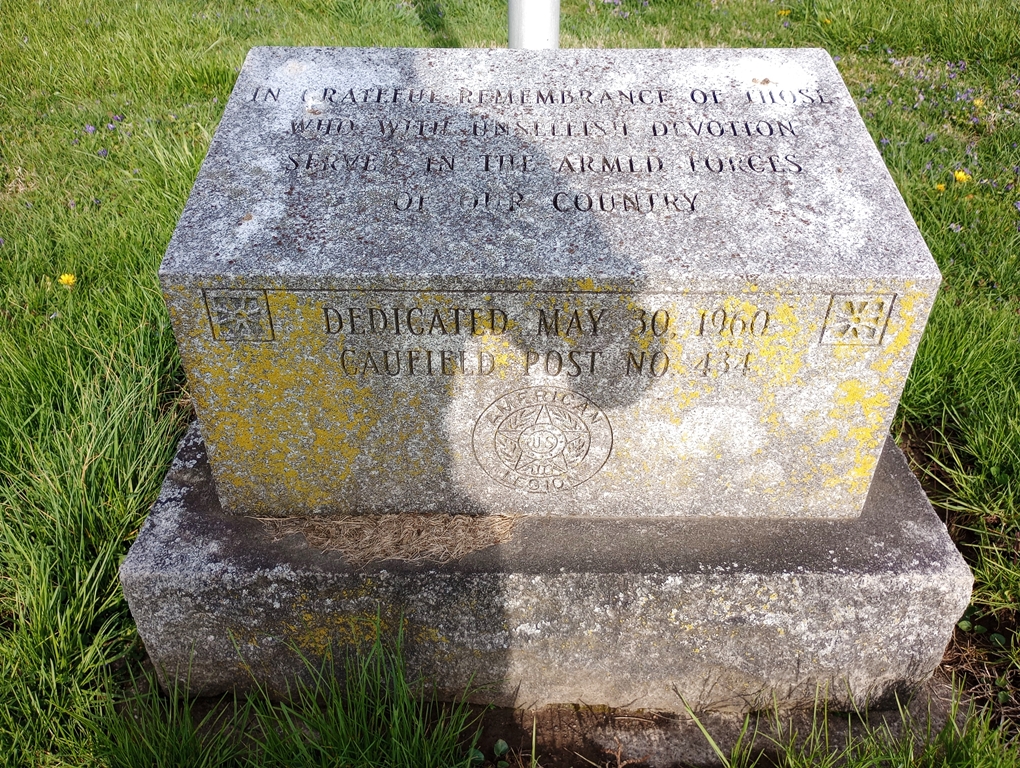 IN GRATEFUL REMEMBRANCE OF THOSE
WHO WITH UNSELFISH DEVOTION
SERVED IN THE ARMED FORCES
OF OUR COUNTRY
DEDICATED MAY 30, 1960
CAUFIELD POST NO. 434
AMERICAN
US
LEGION